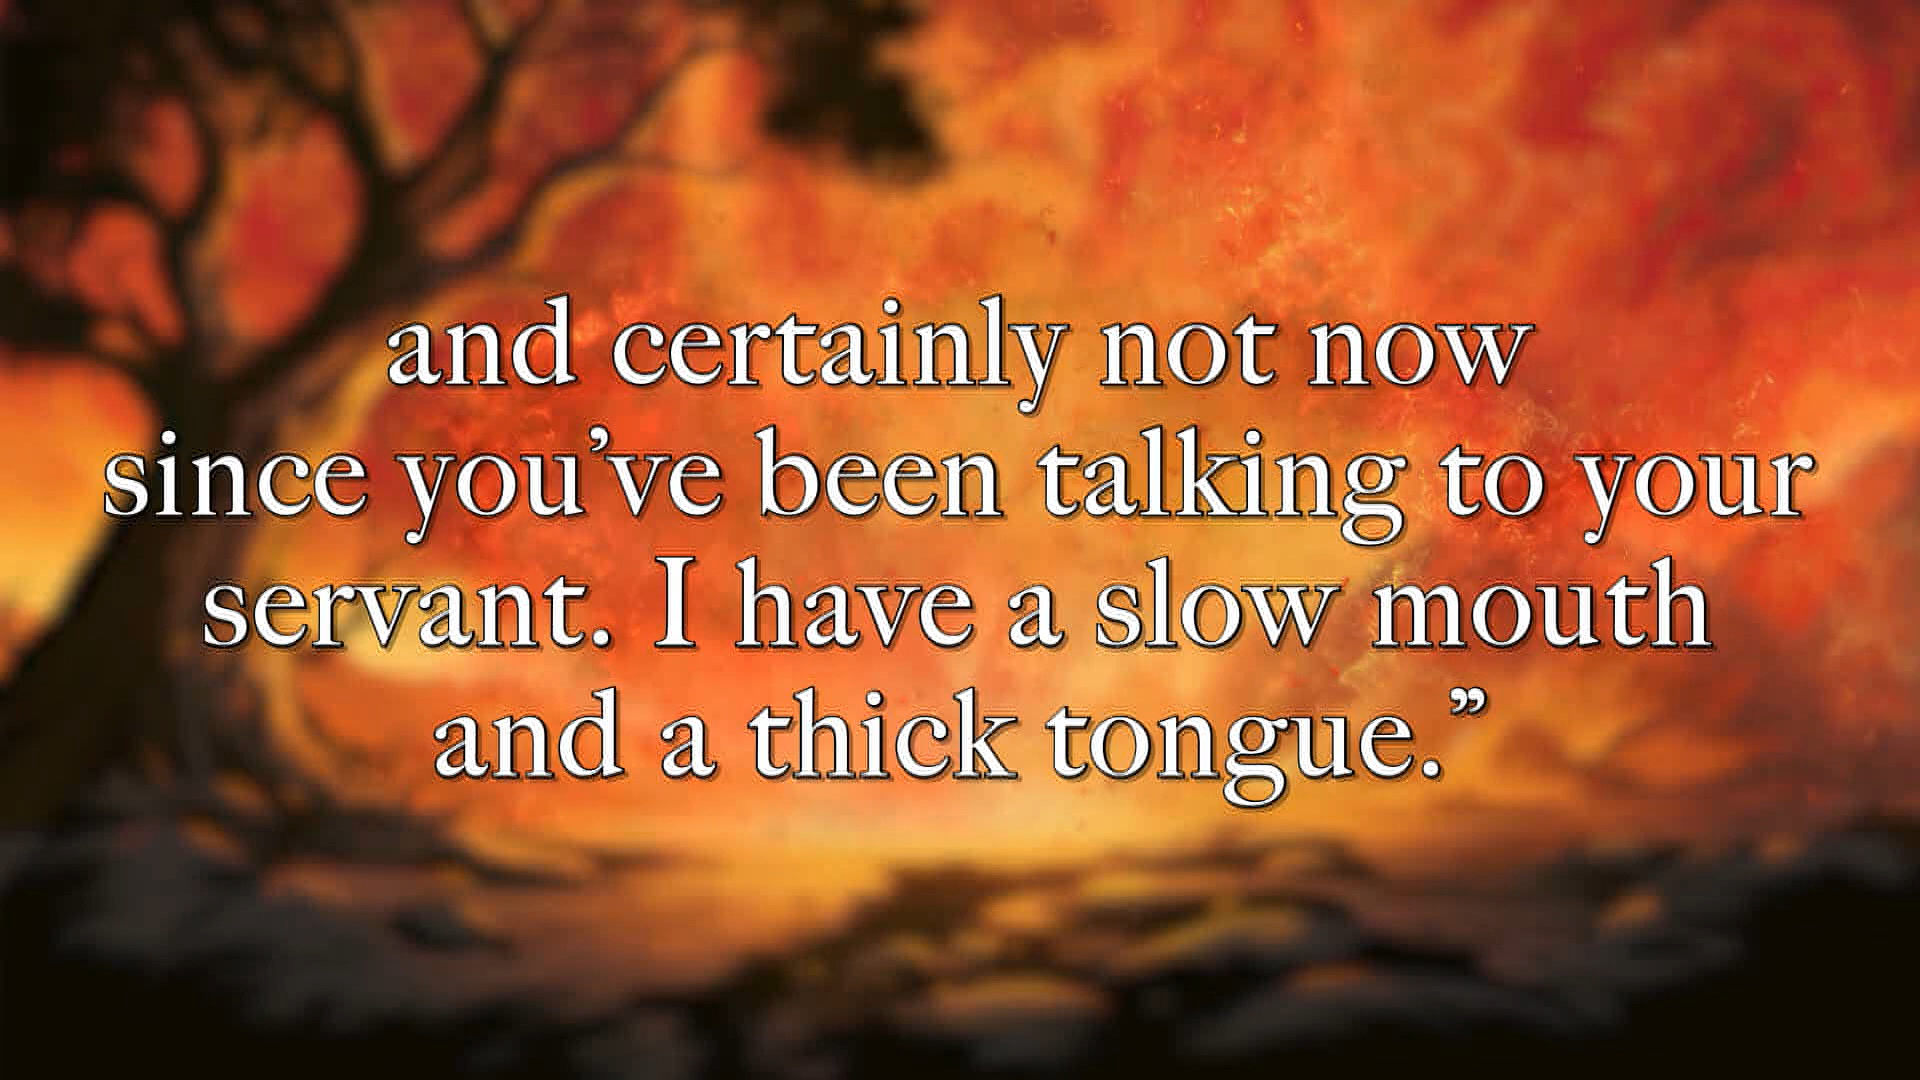 and certainly not now
since you’ve been talking to your
servant. I have a slow mouth
and a thick tongue.”